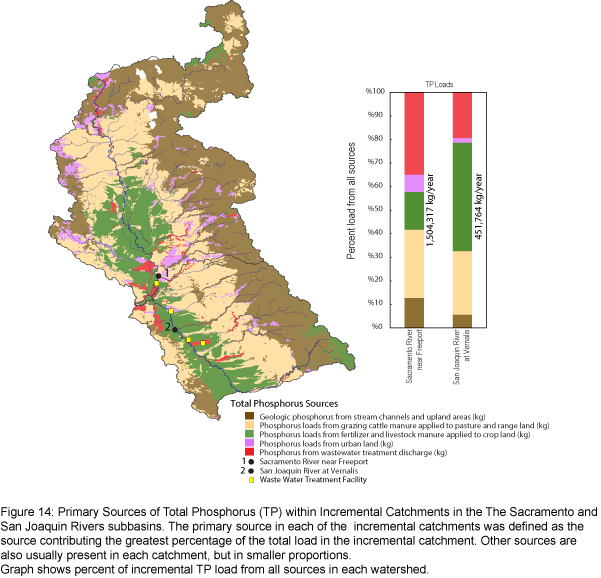 TP Loads
%100
%80
%60
%40
%20
%10
%0
Percent load from all sources
1,504,317 kg/year
451,764 kg/year
Sacramento River
near Freeport
San Joaquin River
at Vernalis
1
2
Total Phosphorus Sources
Geologic phosphorus from stream channels and upland areas (kg)
Phosphorus loads from grazing cattle manure applied to pasture and range land (kg)
Phosphorus loads from fertilizer and livestock manure applied to crop land (kg)
Phosphorus loads from urban land (kg)
Phosphorus from wastewater treatment discharge (kg)
1 Sacramento River near Freeport
2 San Joaquin River at Vernalis
Waste Water Treatment Facility
Figure 14: Primary Sources of Total Phosphorus (TP) within Incremental Catchments in the The Sacramento and
San Joaquin Rivers subbasins. The primary source in each of the incremental catchments was defined as the
source contributing the greatest percentage of the total load in the incremental catchment. Other sources are
also usually present in each catchment, but in smaller proportions.
Graph shows percent of incremental TP load from all sources in each watershed.